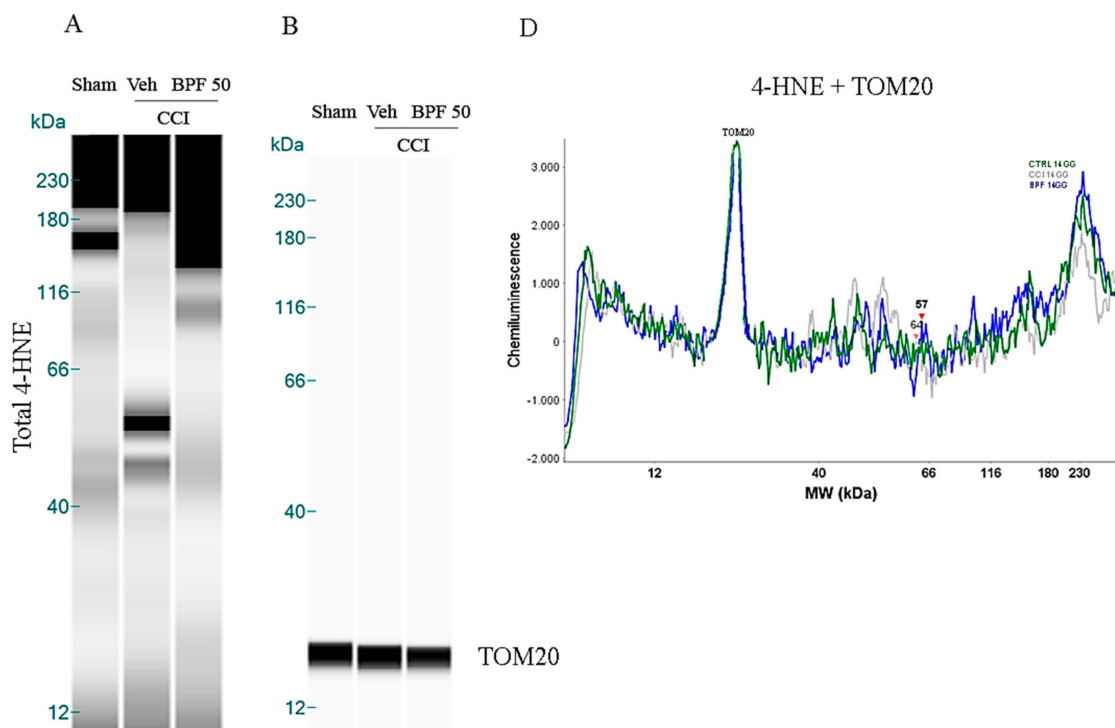 A
Sham Veh BPF 50
CCI
kDa
230
180
116
66
40
12
Total 4-HNE
B
Sham Veh BPF 50
CCI
kDa
230
180
116
66
40
12
TOM20
D
4-HNE + TOM20
TOM20
CTRL 14GG
CCI 14GG
BPF 14GG
57
64
3.000
2.000
1.000
0
-1.000
-2.000
Chemiluminescence
12 40 66 116 180 230
MW (kDa)